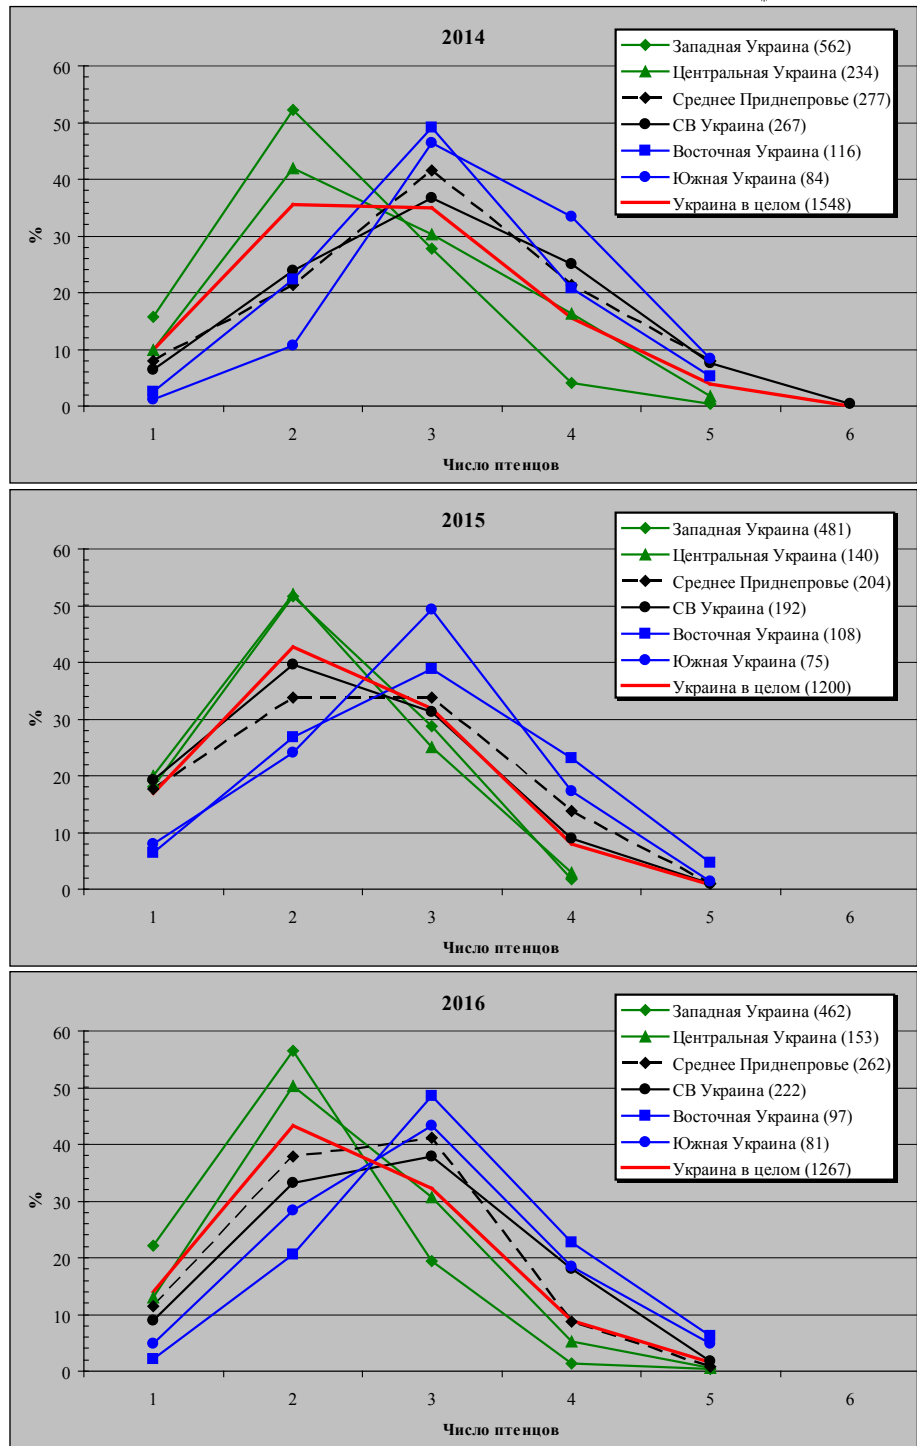 *
2014
Западная Украина (562)
Центральная Украина (234)
Среднее Приднепровье (277)
СВ Украина (267)
Восточная Украина (116)
Южная Украина (84)
Украина в целом (1548)
60
50
40
30
20
10
0
%
1 2 3 4 5 6
Число птенцов
2015
Западная Украина (481)
Центральная Украина (140)
Среднее Приднепровье (204)
СВ Украина (192)
Восточная Украина (108)
Южная Украина (75)
Украина в целом (1200)
60
50
40
30
20
10
0
%
1 2 3 4 5 6
Число птенцов
2016
Западная Украина (462)
Центральная Украина (153)
Среднее Приднепровье (262)
СВ Украина (222)
Восточная Украина (97)
Южная Украина (81)
Украина в целом (1267)
60
50
40
30
20
10
0
%
1 2 3 4 5 6
Число птенцов